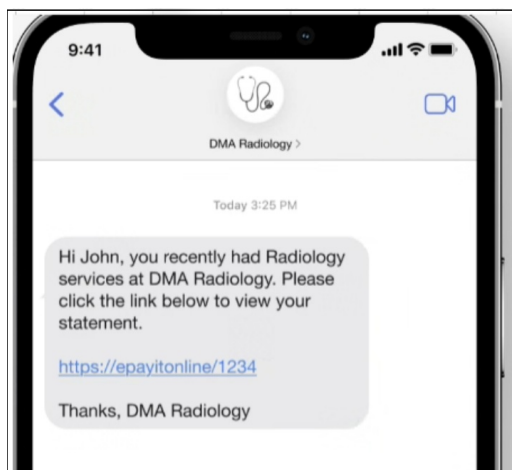 9:41
DMA Radiology >
Today 3:25 PM
Hi John, you recently had Radiology
services at DMA Radiology. Please
click the link below to view your
statement.
https://epayitonline/1234
Thanks, DMA Radiology